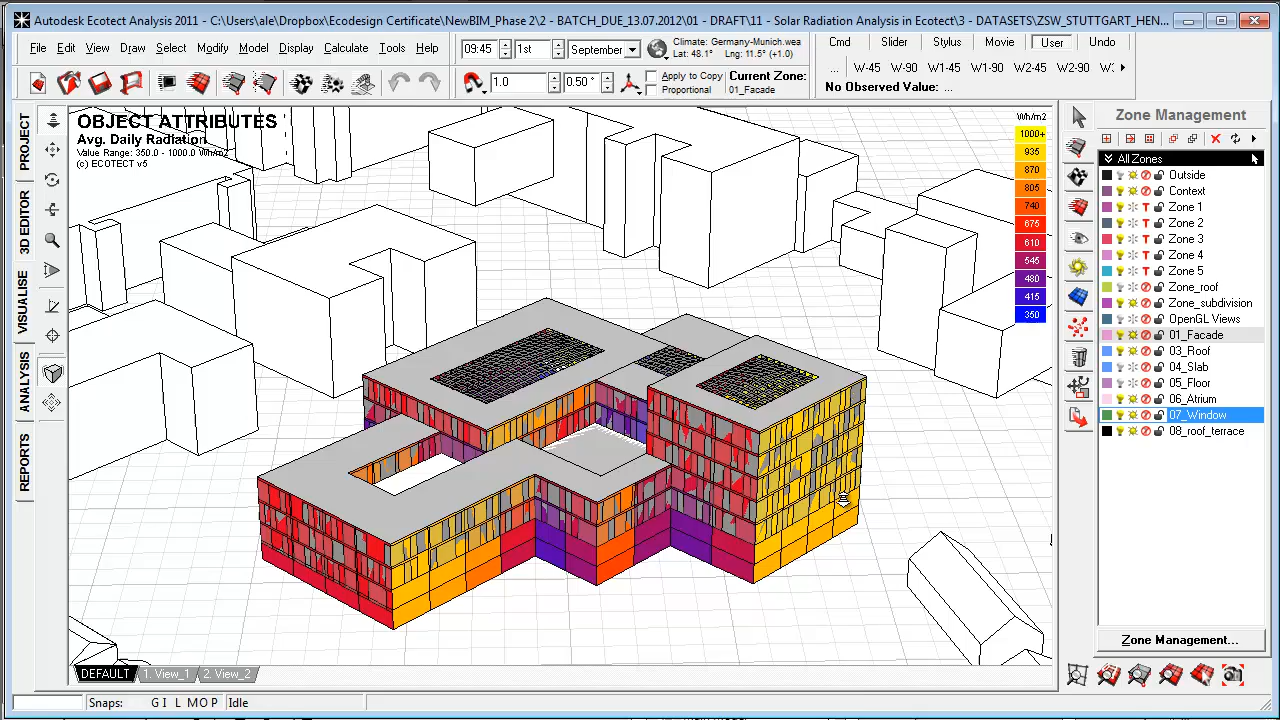 Autodesk Ecotect Analysis 2011 - C:\Users\ale\Dropbox\Ecodesign Certificate\NewBIM_Phase 2\2 - BATCH_DUE_13.07.2012\01 - DRAFT\11 - Solar Radiation Analysis in Ecotect\3 - DATASETS\ZSW_STUTTGART_HEN...
File Edit View Draw Select Modify Model Display Calculate Tools Help
09:45 1st September
Climate: Germany-Munich.wea
Lat: 48.1° Lng: 11.5° (+1.0)
Cmd Slider Stylus Movie User Undo
... W-45 W-90 W1-45 W1-90 W2-45 W2-90 W:
1.0 0.50 °
Apply to Copy
Proportional
Current Zone:
01_Facade
No Observed Value: ...
PROJECT
3D EDITOR
VISUALISE
ANALYSIS
REPORTS
OBJECT ATTRIBUTES
Avg. Daily Radiation
Value Range: 350.0 - 1000.0 Wh/m2
(c) ECOTECT v5
Wh/m2
1000+
935
870
805
740
675
610
545
480
415
350
Zone Management
All Zones
Outside
Context
Zone 1
Zone 2
T Zone 3
T Zone 4
T Zone 5
Zone_roof
Zone_subdivision
OpenGL Views
01_Facade
03_Roof
04_Slab
05_Floor
06_Atrium
07_Window
08_roof_terrace
Zone Management...
DEFAULT 1. View_1 2. View_2
Snaps: G I L M O P Idle